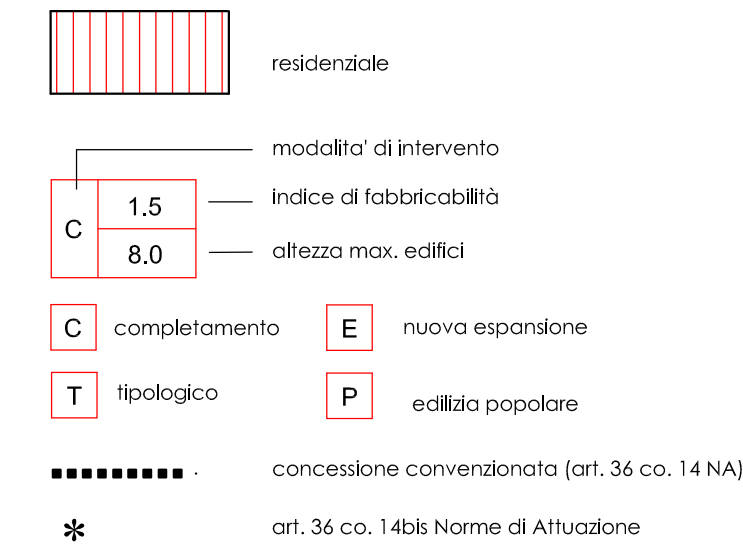 residenziale
modalita' di intervento
C 1.5 indice di fabbricabilità
8.0 altezza max. edifici
C completamento E nuova espansione
T tipologico P edilizia popolare
concessione convenzionata (art. 36 co. 14 NA)
* art. 36 co. 14bis Norme di Attuazione